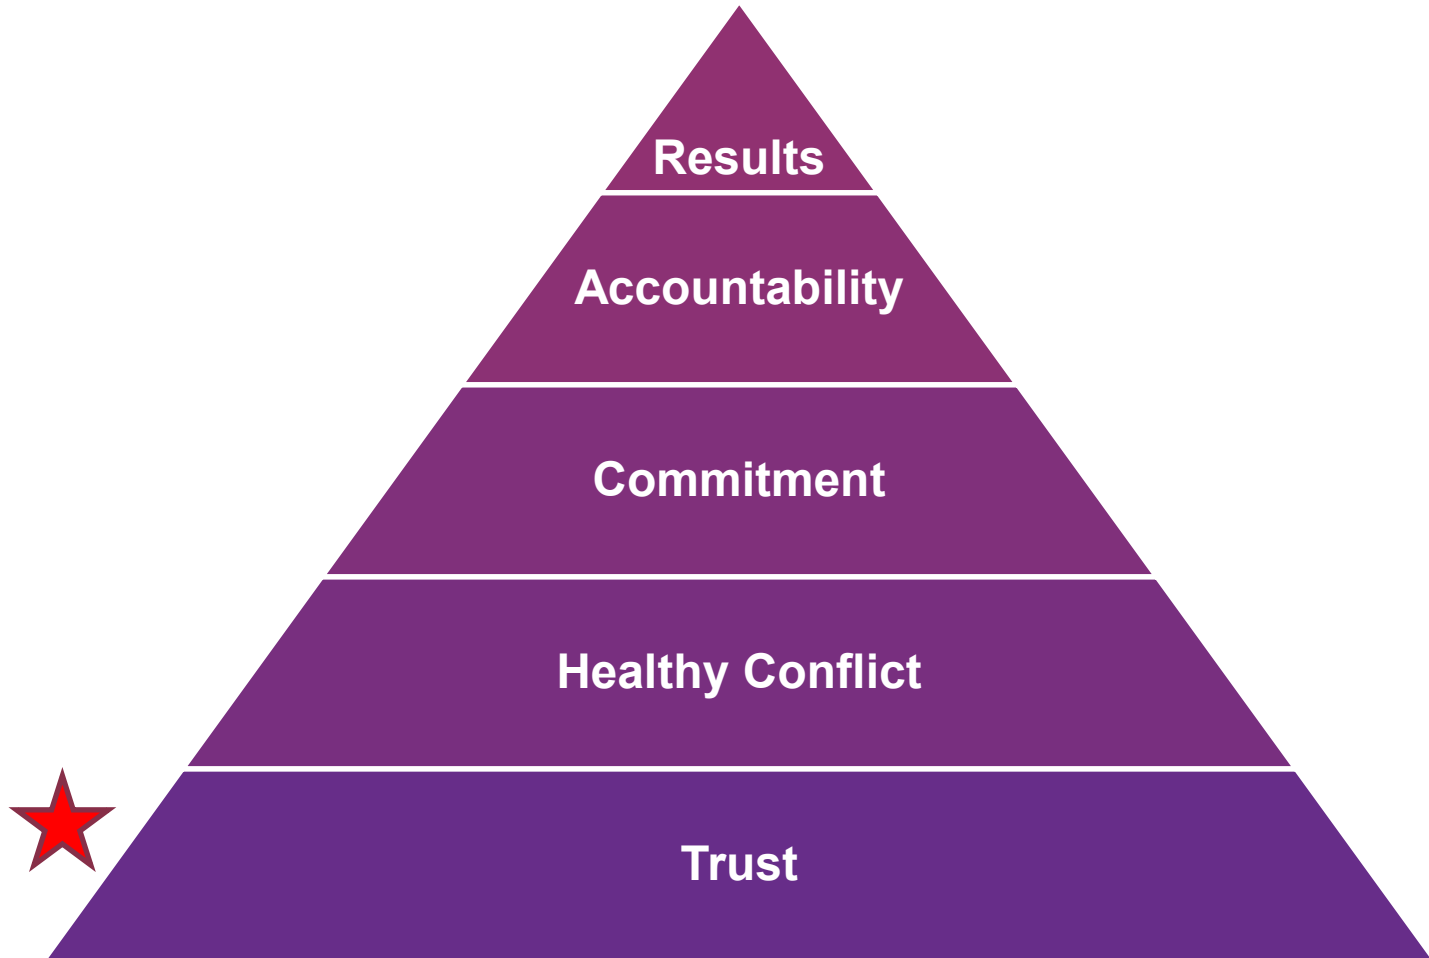 Results
Accountability
Commitment
Healthy Conflict
Trust